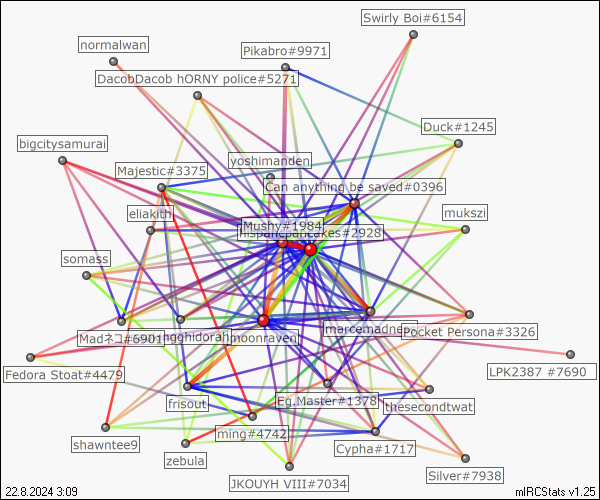 Swirly Boi#6154
normalwan
Pikabro#9971
DacobDacob hORNY police#5271
Duck#1245
bigcitysamurai
yoshimanden
Majestic#3375
Can anything be saved#0396
eliakith
mukszi
Mushy#1984
hispanicpancakes#2928
somass
Madネコ#6901
ngghidorah
moonraven
marcemadness
Pocket Persona#3326
Fedora Stoat#4479
LPK2387 #7690
frisout
Eg.Master#1378
thesecondtwat
ming#4742
shawntee9
Cypha#1717
zebula
Silver#7938
JKOUYH VIII#7034
22.8.2024 3:09
mIRCStats v1.25